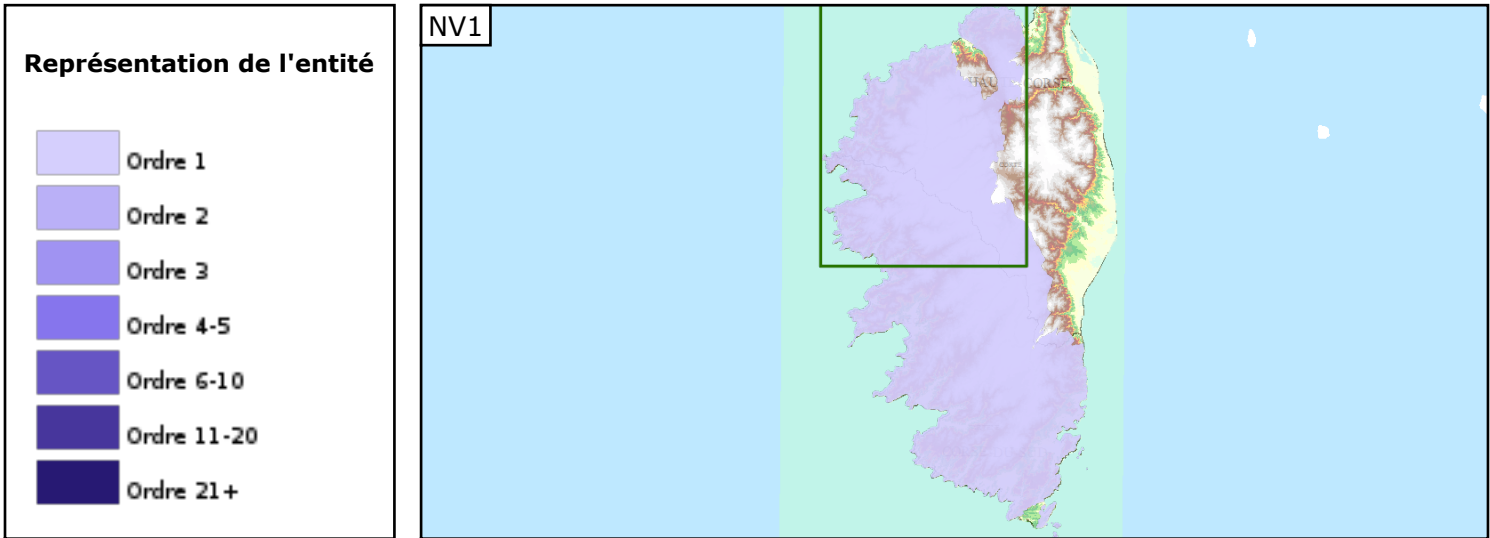 Représentation de l'entité
Ordre 1
Ordre 2
Ordre 3
Ordre 4-5
Ordre 6-10
Ordre 11-20
Ordre 21+
NV1